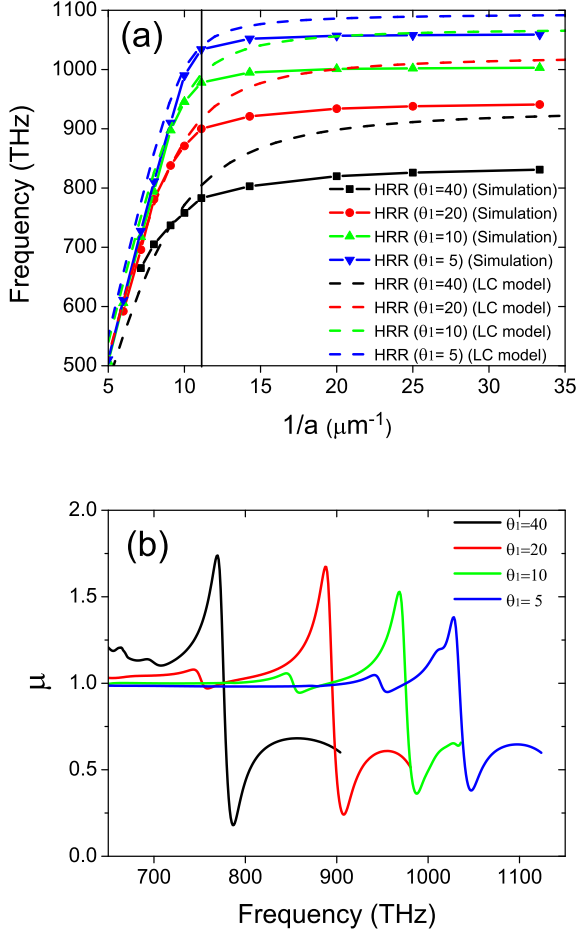 (a)
1100
1000
900
800
700
600
500
Frequency (THz)
HRR (θ1=40) (Simulation)
HRR (θ1=20) (Simulation)
HRR (θ1=10) (Simulation)
HRR (θ1= 5) (Simulation)
HRR (θ1=40) (LC model)
HRR (θ1=20) (LC model)
HRR (θ1=10) (LC model)
HRR (θ1= 5) (LC model)
5 10 15 20 25 30 35
1/a (μm-1)
(b)
2.0
1.5
1.0
0.5
0.0
μ
θ1=40
θ1=20
θ1=10
θ1= 5
700 800 900 1000 1100
Frequency (THz)